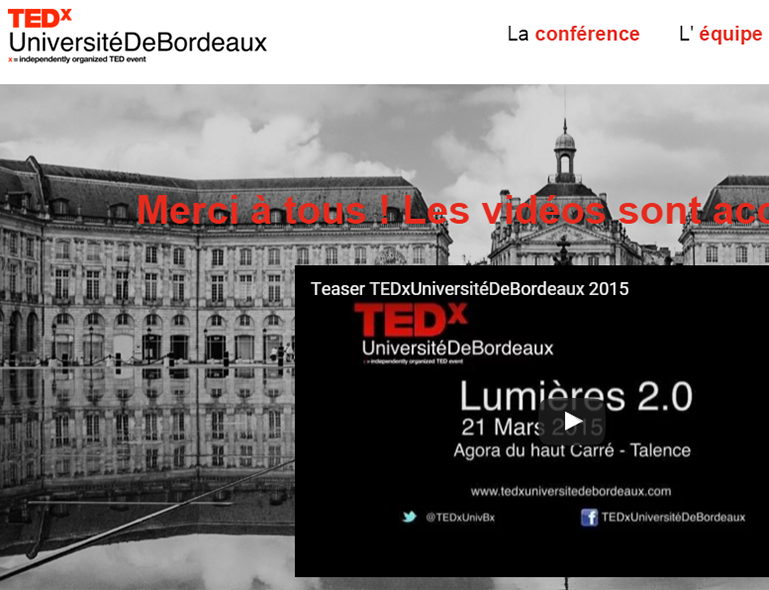 TEDx
UniversitéDeBordeaux
x = independently organized TED event
La conférence
L' équipe
Merci à tous ! Les vidéos sont acc
Teaser TEDxUniversitéDeBordeaux 2015
TEDx
UniversitéDeBordeaux
x = independently organized TED event
Lumières 2.0
21 Mars 2015
Agora du haut Carré - Talence
www.tedxuniversitedebordeaux.com
@TEDxUnivBx
TEDxUniversitéDeBordeaux